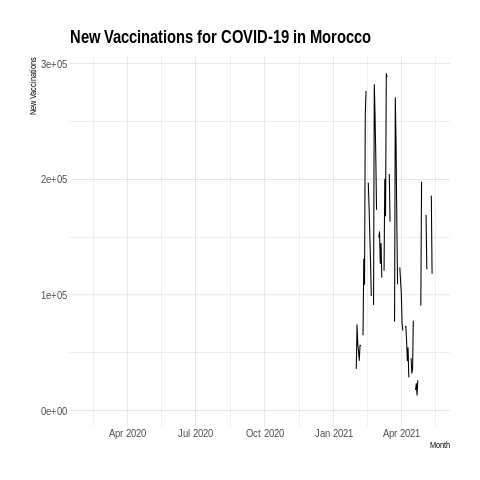 New Vaccinations for COVID-19 in Morocco
New Vaccinations
3e+05
2e+05
1e+05
0e+00
Apr 2020 Jul 2020 Oct 2020 Jan 2021 Apr 2021
Month